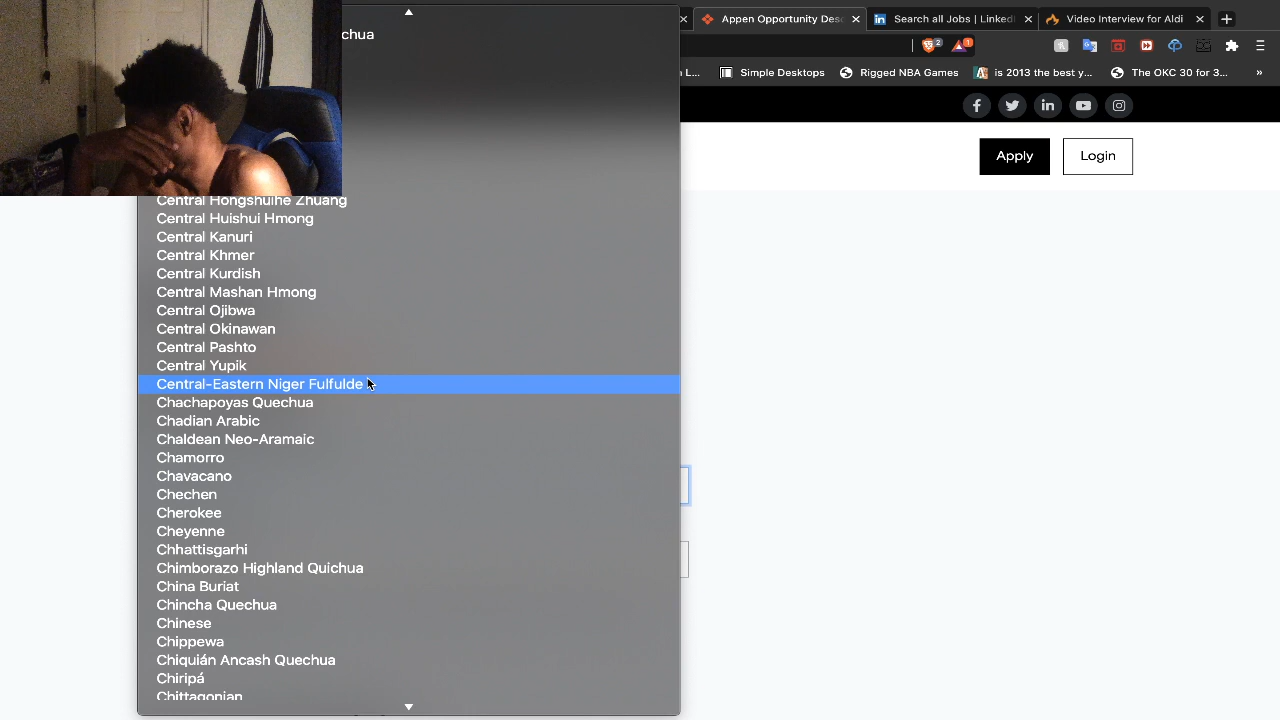 Appen Opportunity Des
Search all Jobs | Linked
Video Interview for Aldi
2
1
n L...
Simple Desktops
Rigged NBA Games
is 2013 the best y...
The OKC 30 for 3...
»
Apply
Login
chua
Central Hongshuihe Zhuang
Central Huishui Hmong
Central Kanuri
Central Khmer
Central Kurdish
Central Mashan Hmong
Central Ojibwa
Central Okinawan
Central Pashto
Central Yupik
Central-Eastern Niger Fulfulde
Chachapoyas Quechua
Chadian Arabic
Chaldean Neo-Aramaic
Chamorro
Chavacano
Chechen
Cherokee
Cheyenne
Chhattisgarhi
Chimborazo Highland Quichua
China Buriat
Chincha Quechua
Chinese
Chippewa
Chiquián Ancash Quechua
Chiripá
Chittagonian